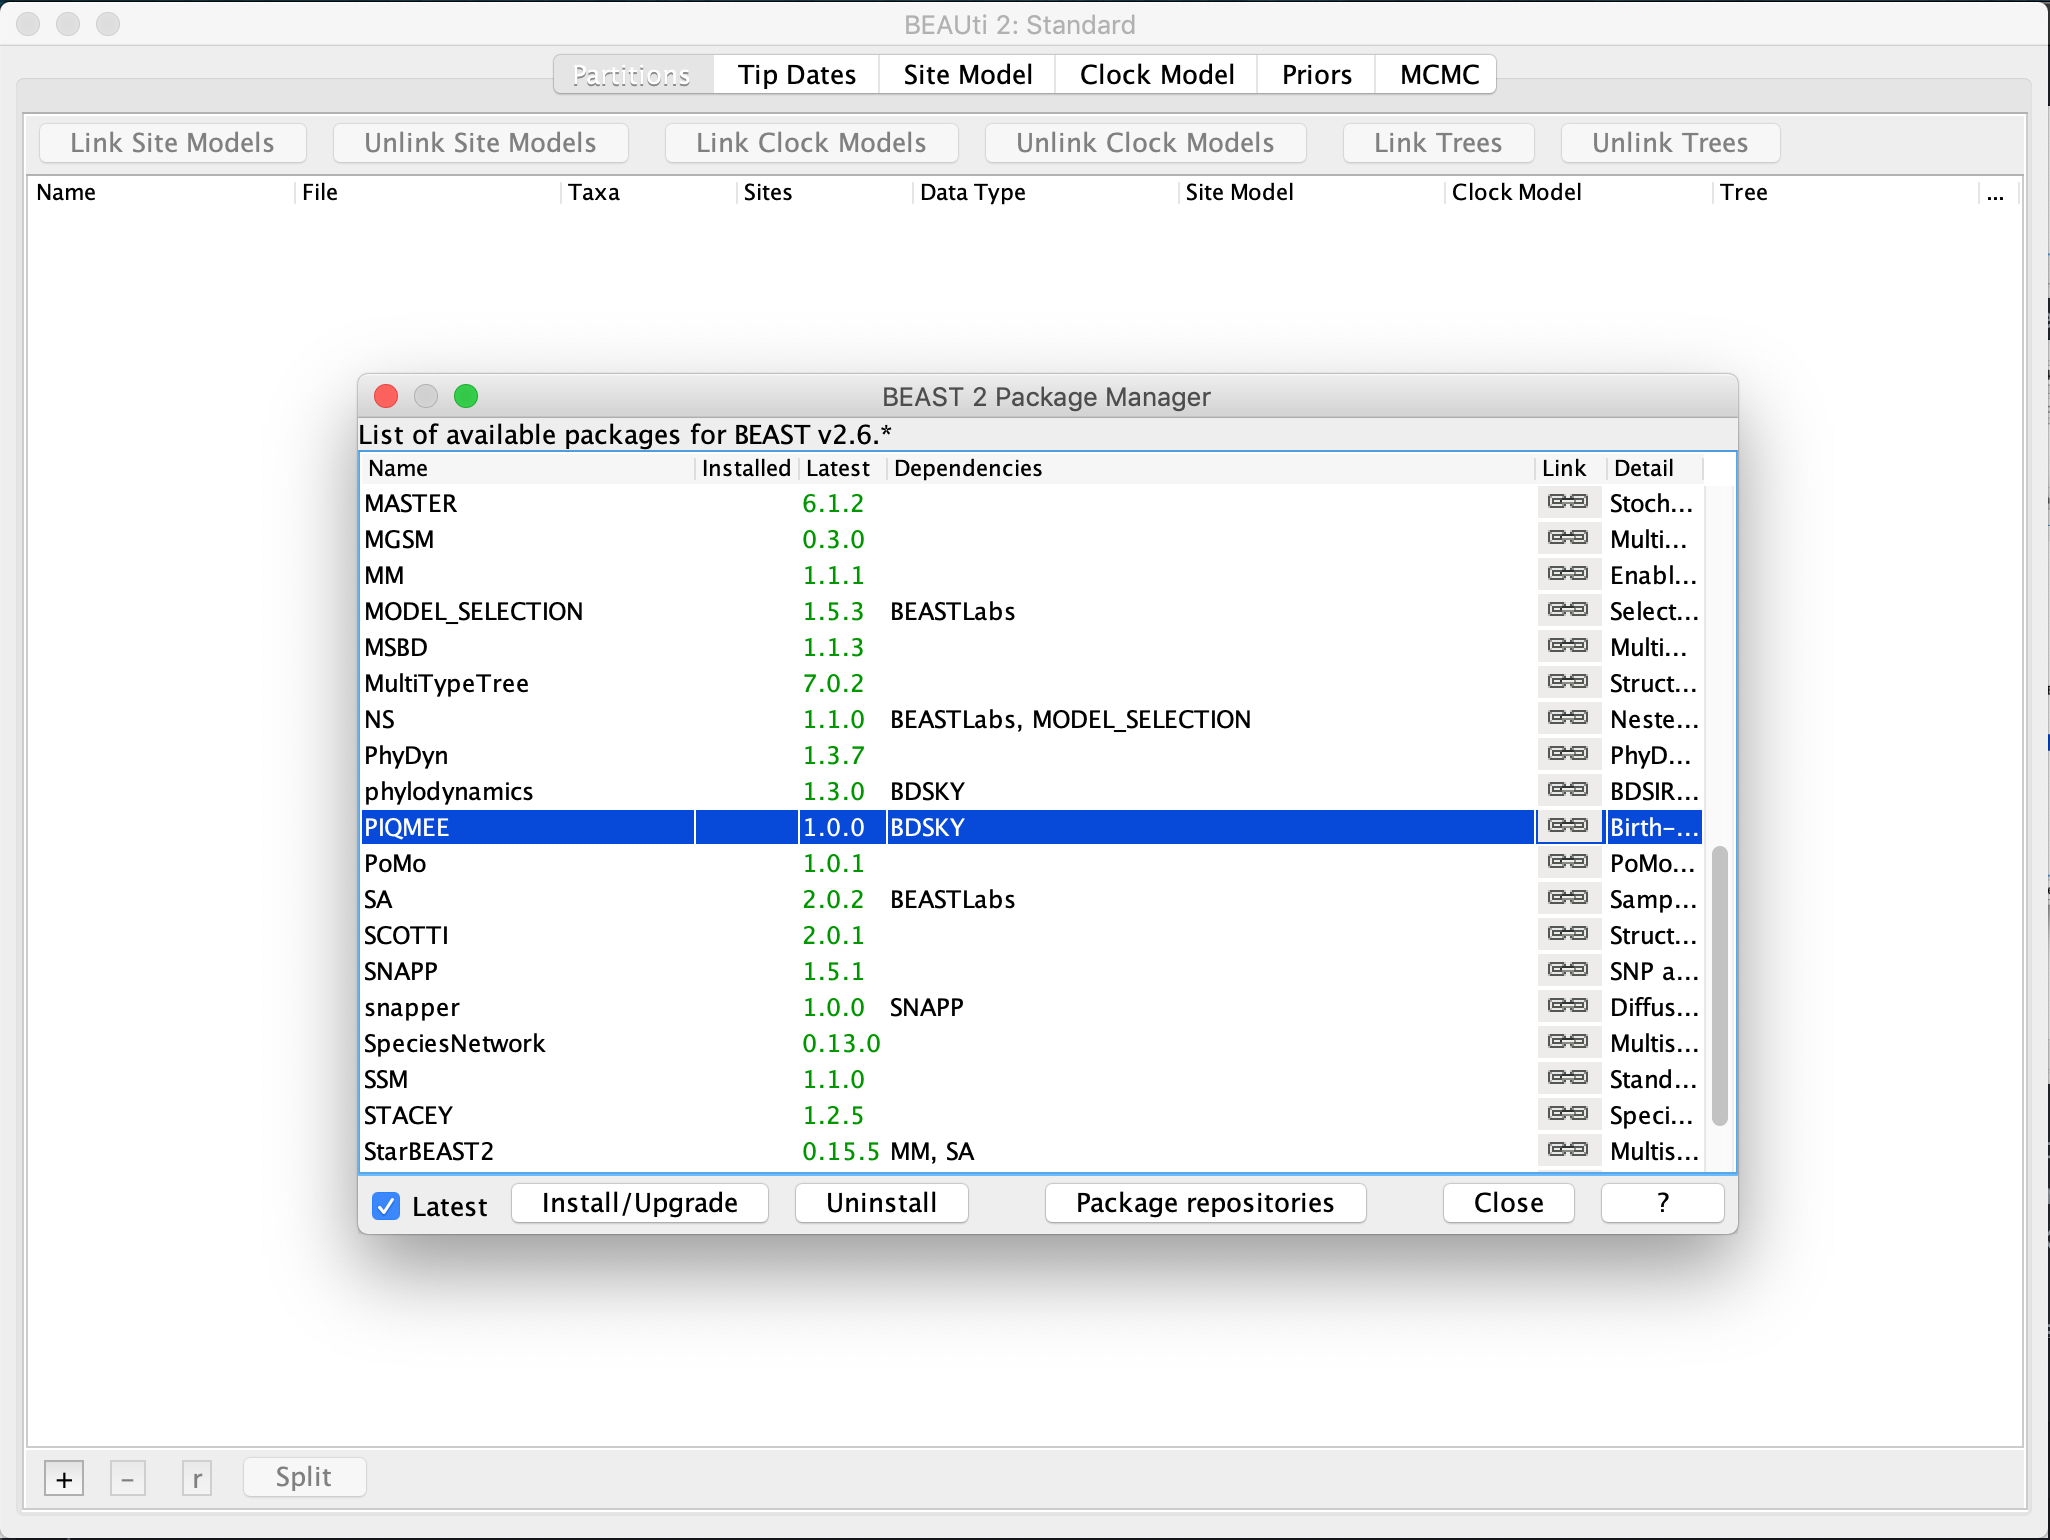 BEAUti 2: Standard
Partitions Tip Dates Site Model Clock Model Priors MCMC
Link Site Models Unlink Site Models Link Clock Models Unlink Clock Models Link Trees Unlink Trees
Name File Taxa Sites Data Type Site Model Clock Model Tree ...
BEAST 2 Package Manager
List of available packages for BEAST v2.6.*
Name Installed Latest Dependencies Link Detail
MASTER 6.1.2 Stoch...
MGSM 0.3.0 Multi...
MM 1.1.1 Enabl...
MODEL_SELECTION 1.5.3 BEASTLabs Select...
MSBD 1.1.3 Multi...
MultiTypeTree 7.0.2 Struct...
NS 1.1.0 BEASTLabs, MODEL_SELECTION Neste...
PhyDyn 1.3.7 PhyD...
phylodynamics 1.3.0 BDSKY BDSIR...
PIQMEE 1.0.0 BDSKY Birth-...
PoMo 1.0.1 PoMo...
SA 2.0.2 BEASTLabs Samp...
SCOTTI 2.0.1 Struct...
SNAPP 1.5.1 SNP a...
snapper 1.0.0 SNAPP Diffus...
SpeciesNetwork 0.13.0 Multis...
SSM 1.1.0 Stand...
STACEY 1.2.5 Speci...
StarBEAST2 0.15.5 MM, SA Multis...
Latest Install/Upgrade Uninstall Package repositories Close ?
+ - r Split